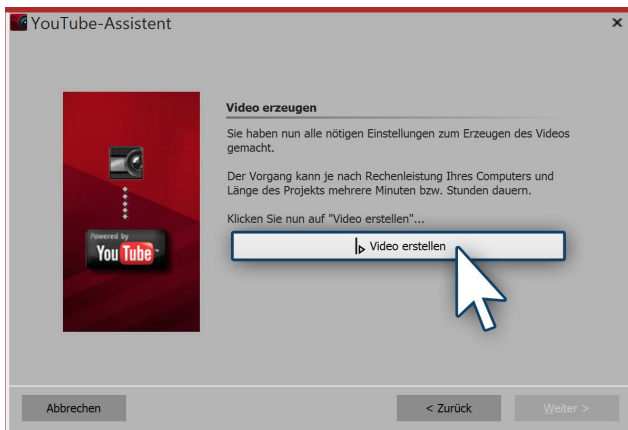 YouTube-Assistent
Video erzeugen
Sie haben nun alle nötigen Einstellungen zum Erzeugen des Videos
gemacht.
Der Vorgang kann je nach Rechenleistung Ihres Computers und
Länge des Projekts mehrere Minuten bzw. Stunden dauern.
Klicken Sie nun auf "Video erstellen"...
Powered by
YouTube
Video erstellen
Abbrechen
< Zurück
Weiter >